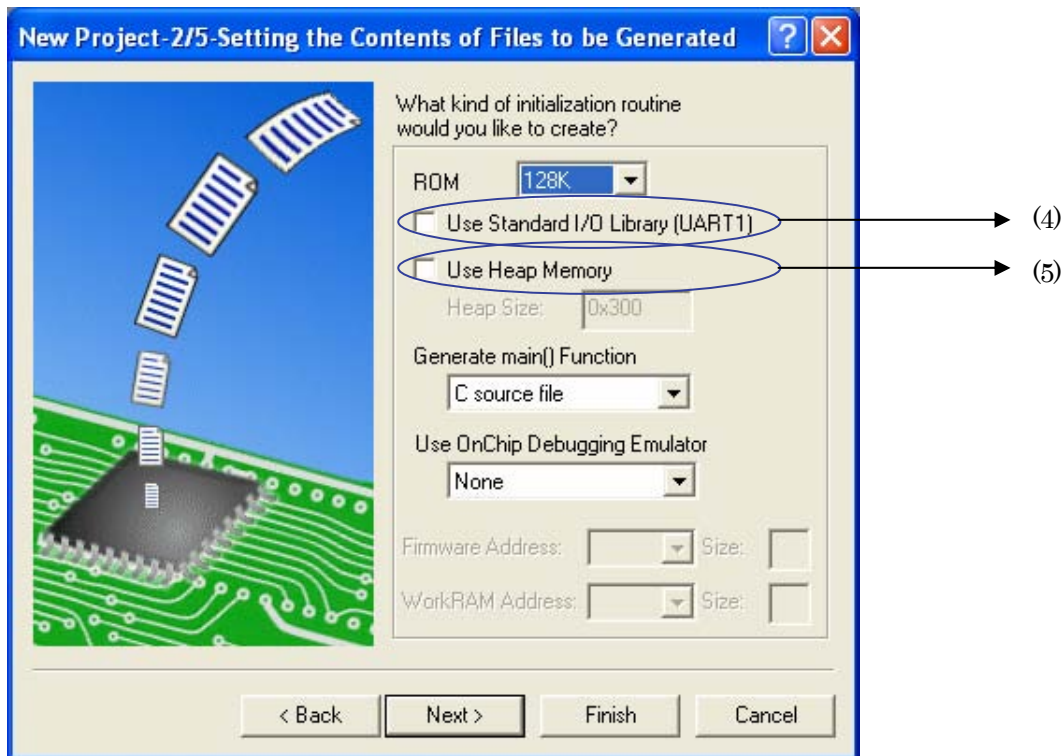 New Project-2/5-Setting the Contents of Files to be Generated
What kind of initialization routine
would you like to create?
ROM 128K
Use Standard I/O Library (UART1) (4)
Use Heap Memory (5)
Heap Size: 0x300
Generate main() Function
C source file
Use OnChip Debugging Emulator
None
Firmware Address: Size:
WorkRAM Address: Size:
< Back Next > Finish Cancel